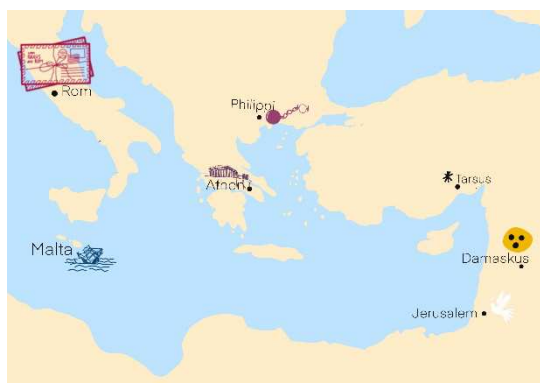 Rom
Philippi
Athen
Tarsus
Malta
Damaskus
Jerusalem